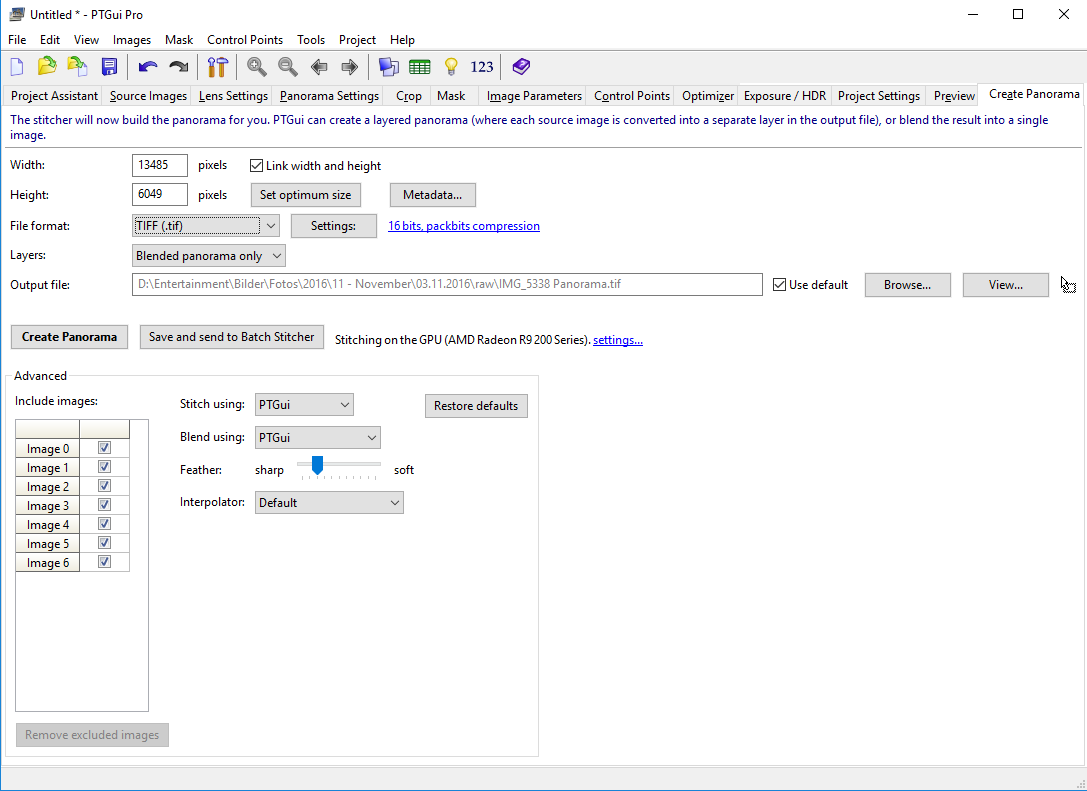 Untitled * - PTGui Pro
File Edit View Images Mask Control Points Tools Project Help
123
Project Assistant Source Images Lens Settings Panorama Settings Crop Mask Image Parameters Control Points Optimizer Exposure / HDR Project Settings Preview Create Panorama
The stitcher will now build the panorama for you. PTGui can create a layered panorama (where each source image is converted into a separate layer in the output file), or blend the result into a single
image.
Width: 13485 pixels Link width and height
Height: 6049 pixels Set optimum size Metadata...
File format: TIFF (.tif) Settings: 16 bits, packbits compression
Layers: Blended panorama only
Output file: D:\Entertainment\Bilder\Fotos\2016\11 - November\03.11.2016\raw\IMG_5338 Panorama.tif Use default Browse... View...
Create Panorama Save and send to Batch Stitcher Stitching on the GPU (AMD Radeon R9 200 Series). settings...
Advanced
Include images: Stitch using: PTGui Restore defaults
Blend using: PTGui
Image 0
Image 1 Feather: sharp soft
Image 2
Image 3 Interpolator: Default
Image 4
Image 5
Image 6
Remove excluded images